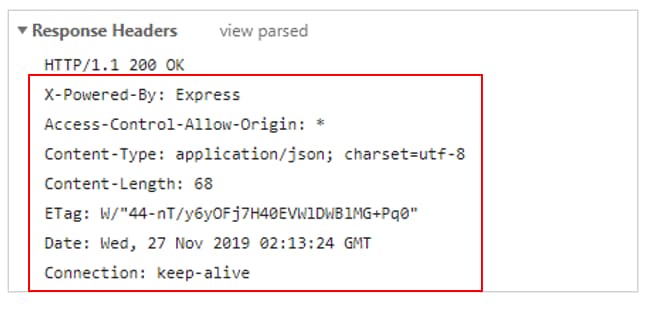 Response Headers view parsed
HTTP/1.1 200 OK
X-Powered-By: Express
Access-Control-Allow-Origin: *
Content-Type: application/json; charset=utf-8
Content-Length: 68
ETag: W/"44-nT/y6yOFj7H40EVWlDWBlMG+Pq0"
Date: Wed, 27 Nov 2019 02:13:24 GMT
Connection: keep-alive